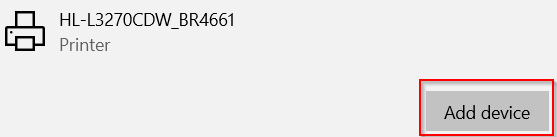 HL-L3270CDW_BR4661
Printer
Add device